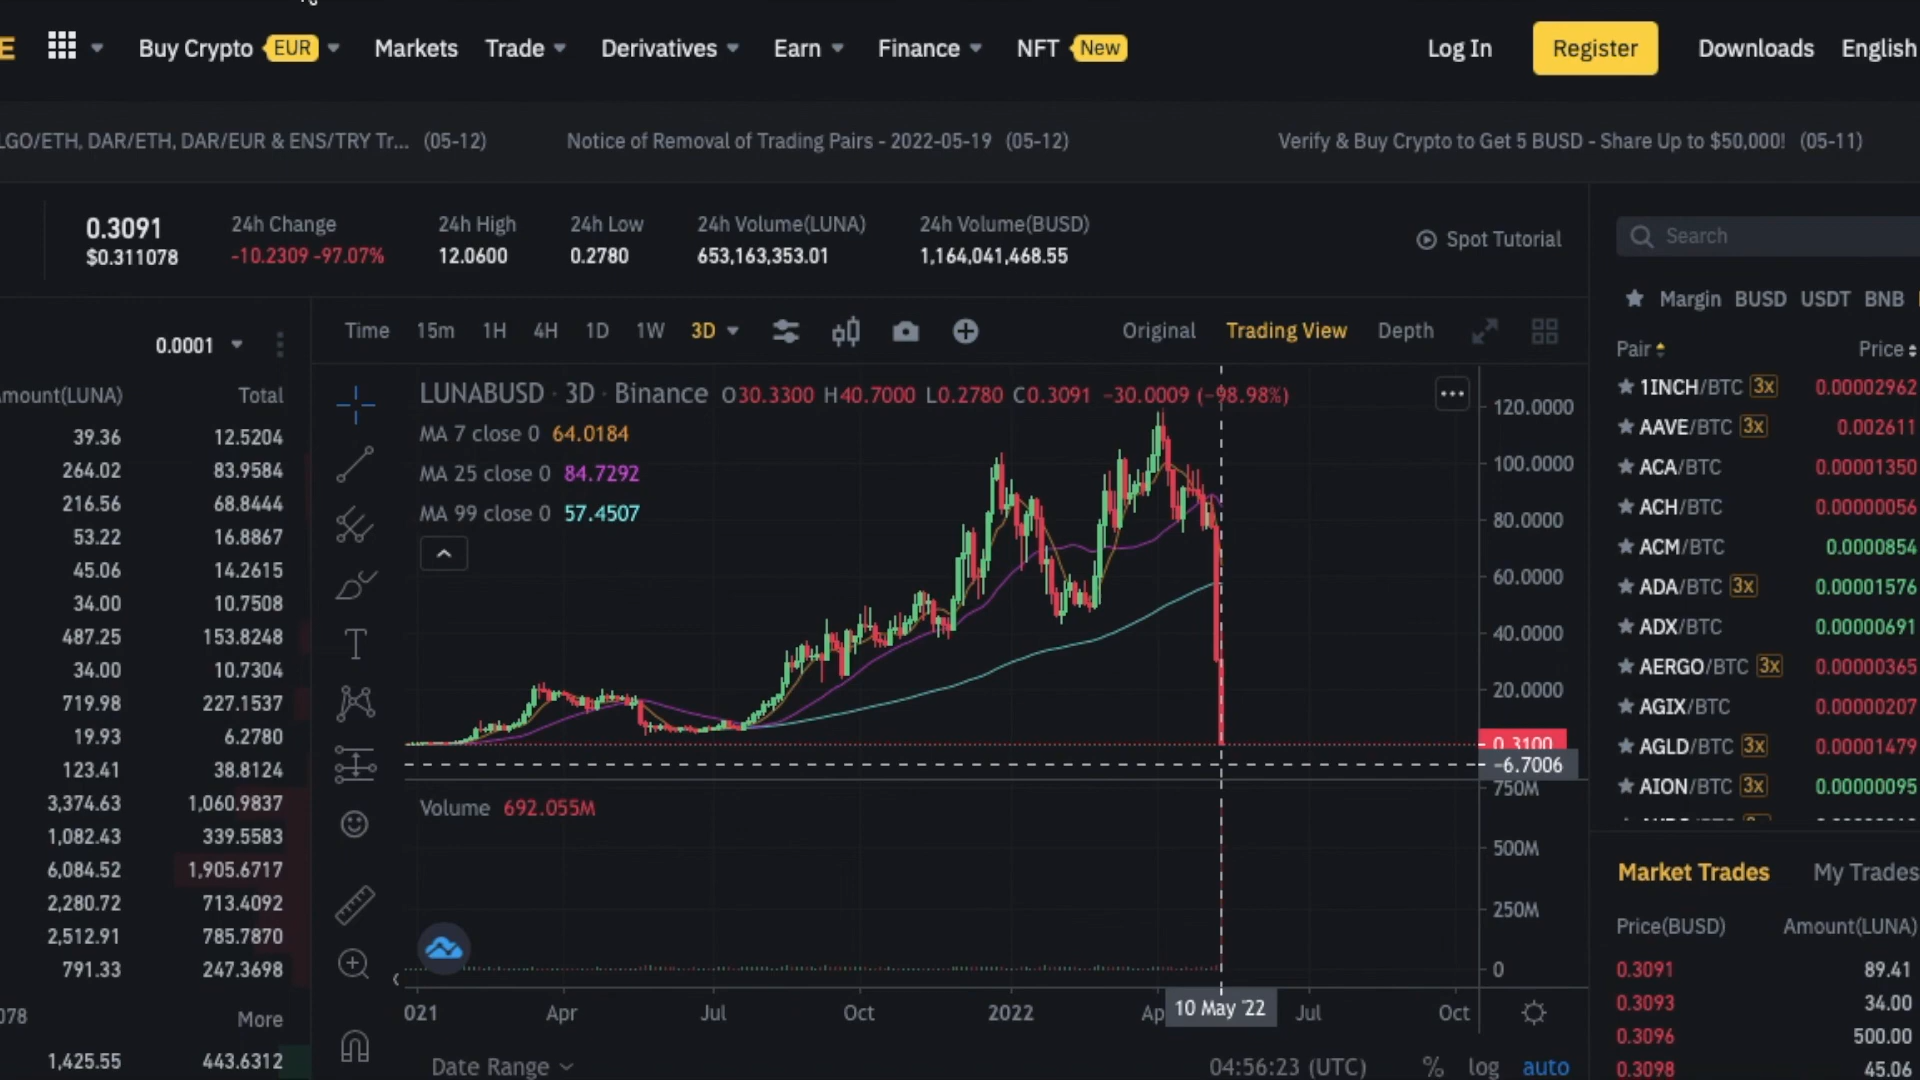 E Buy Crypto EUR Markets Trade Derivatives Earn Finance NFT New Log In Register Downloads English
LGO/ETH, DAR/ETH, DAR/EUR & ENS/TRY Tr... (05-12) Notice of Removal of Trading Pairs - 2022-05-19 (05-12) Verify & Buy Crypto to Get 5 BUSD - Share Up to $50,000! (05-11)
0.3091 24h Change 24h High 24h Low 24h Volume(LUNA) 24h Volume(BUSD)
$0.311078 -10.2309 -97.07% 12.0600 0.2780 653,163,353.01 1,164,041,468.55
Spot Tutorial
Search
Margin BUSD USDT BNB
0.0001
Time 15m 1H 4H 1D 1W 3D Original Trading View Depth
mount(LUNA) Total
39.36 12.5204
264.02 83.9584
216.56 68.8444
53.22 16.8867
45.06 14.2615
34.00 10.7508
487.25 153.8248
34.00 10.7304
719.98 227.1537
19.93 6.2780
123.41 38.8124
3,374.63 1,060.9837
1,082.43 339.5583
6,084.52 1,905.6717
2,280.72 713.4092
2,512.91 785.7870
791.33 247.3698
078 More
1,425.55 443.6312
LUNABUSD · 3D · Binance O30.3300 H40.7000 L0.2780 C0.3091 -30.0009 (-98.98%)
MA 7 close 0 64.0184
MA 25 close 0 84.7292
MA 99 close 0 57.4507
120.0000
100.0000
80.0000
60.0000
40.0000
20.0000
0.3100
-6.7006
750M
Volume 692.055M
500M
250M
0
021 Apr Jul Oct 2022 Ap 10 May '22 Jul Oct
Date Range 04:56:23 (UTC) % log auto
Pair Price
1INCH/BTC 3x 0.00002962
AAVE/BTC 3x 0.002611
ACA/BTC 0.00001350
ACH/BTC 0.00000056
ACM/BTC 0.0000854
ADA/BTC 3x 0.00001576
ADX/BTC 0.00000691
AERGO/BTC 3x 0.00000365
AGIX/BTC 0.00000207
AGLD/BTC 3x 0.00001479
AION/BTC 3x 0.00000095
Market Trades My Trades
Price(BUSD) Amount(LUNA)
0.3091 89.41
0.3093 34.00
0.3096 500.00
0.3098 45.06